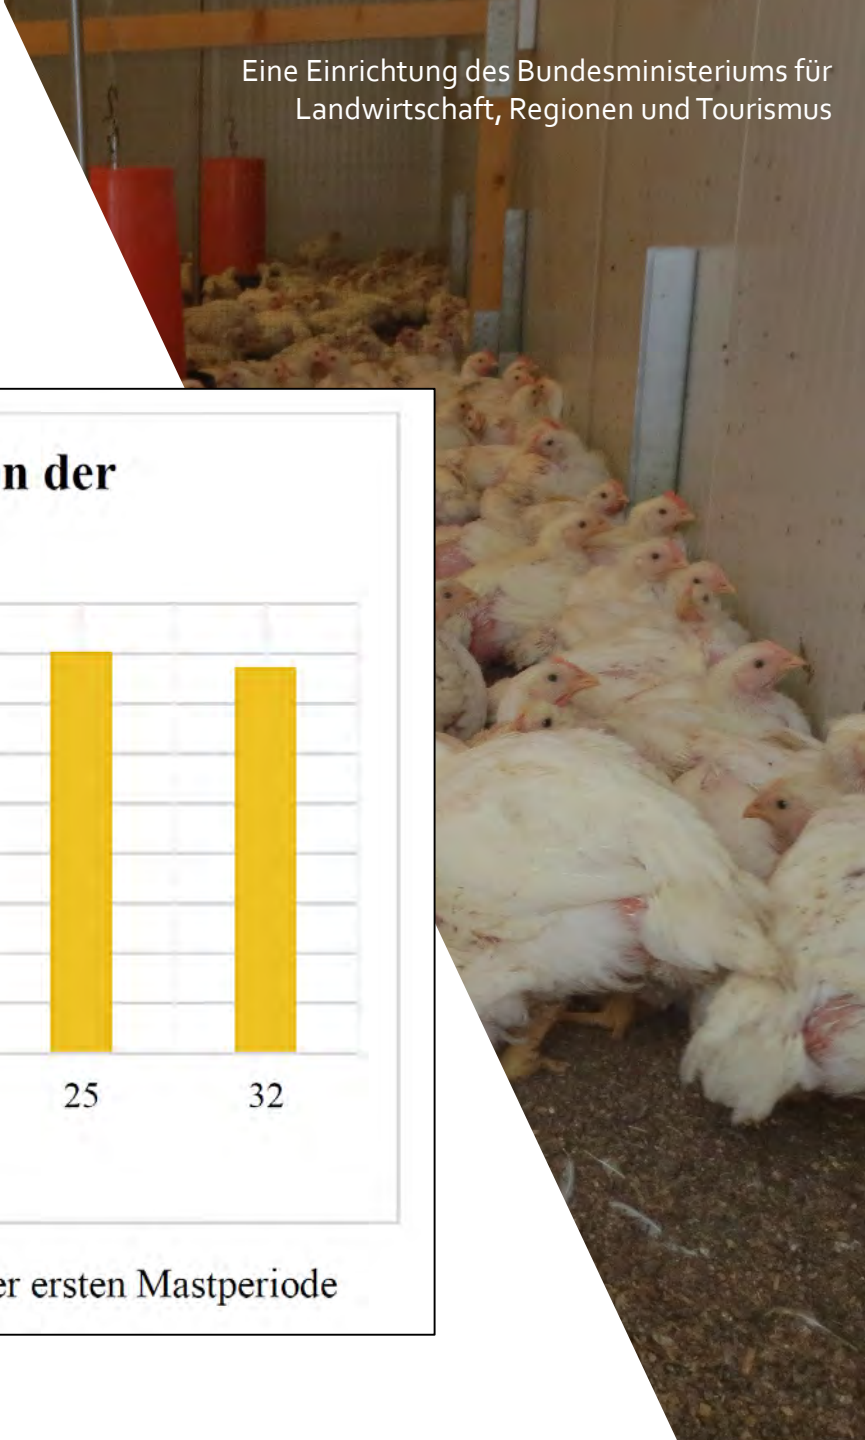 Eine Einrichtung des Bundesministeriums für
Landwirtschaft, Regionen und Tourismus
n der
25 32
er ersten Mastperiode